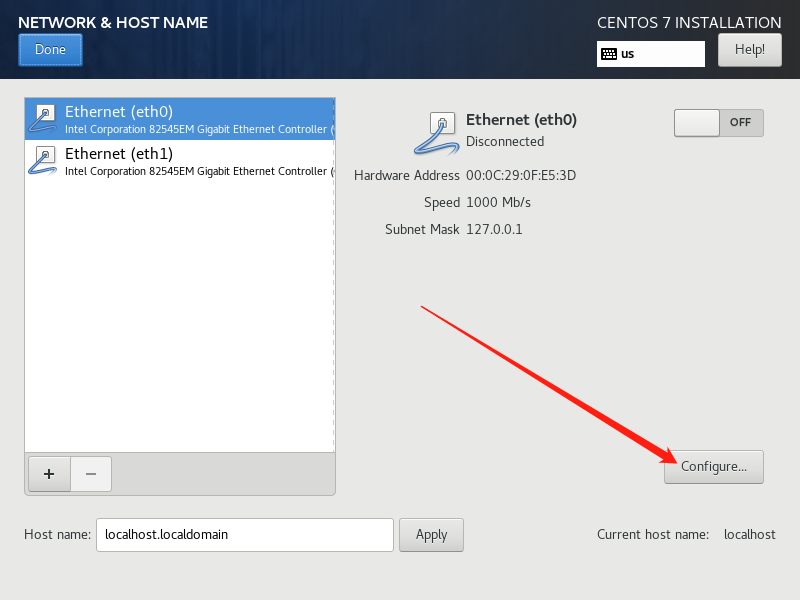 NETWORK & HOST NAME
CENTOS 7 INSTALLATION
Done
us
Help!
Ethernet (eth0)
Intel Corporation 82545EM Gigabit Ethernet Controller (
Ethernet (eth1)
Intel Corporation 82545EM Gigabit Ethernet Controller (
Ethernet (eth0)
Disconnected
OFF
Hardware Address 00:0C:29:0F:E5:3D
Speed 1000 Mb/s
Subnet Mask 127.0.0.1
+
−
Configure...
Host name: localhost.localdomain Apply
Current host name: localhost